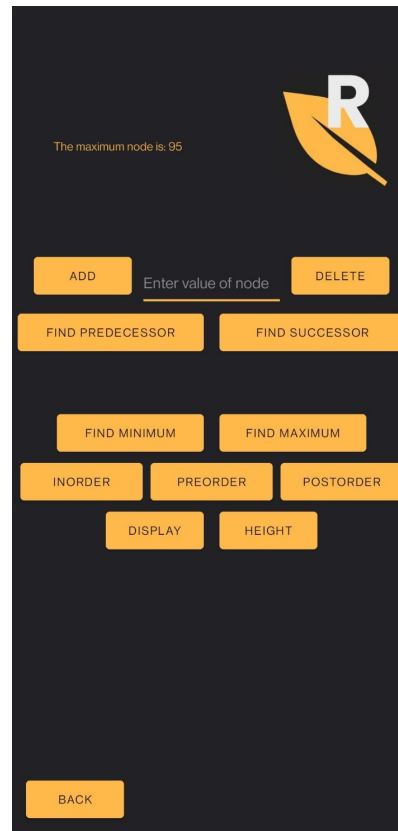 R
The maximum node is: 95
ADD
Enter value of node
DELETE
FIND PREDECESSOR
FIND SUCCESSOR
FIND MINIMUM
FIND MAXIMUM
INORDER
PREORDER
POSTORDER
DISPLAY
HEIGHT
BACK